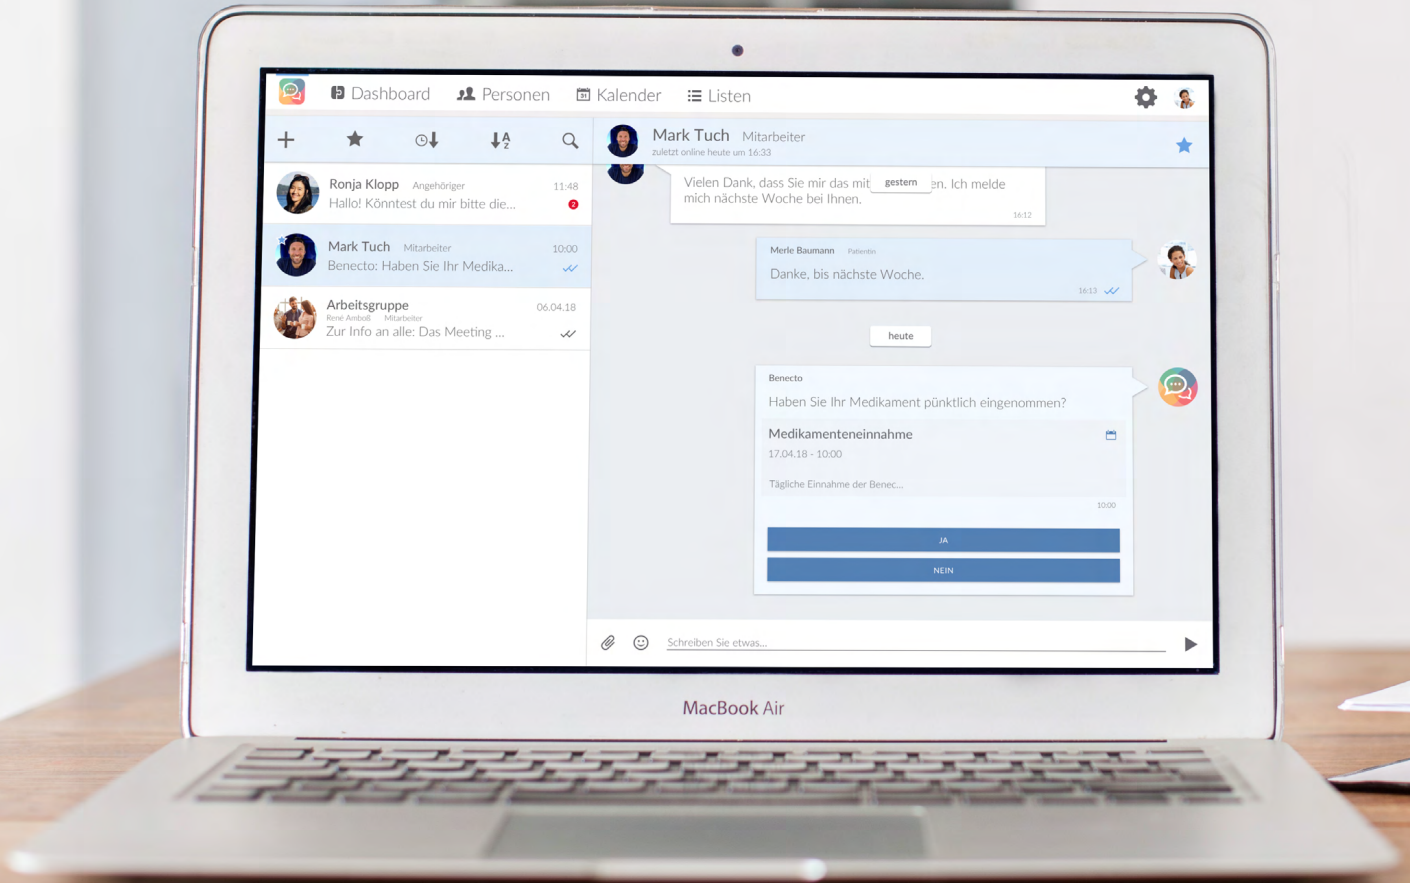 Dashboard
Personen
31
Kalender
Listen
A
Z
Mark Tuch Mitarbeiter
zuletzt online heute um 16:33
Ronja Klopp Angehöriger 11:48
Hallo! Könntest du mir bitte die... 2
Mark Tuch Mitarbeiter 10:00
Benecto: Haben Sie Ihr Medika...
Arbeitsgruppe 06.04.18
René Amboß Mitarbeiter
Zur Info an alle: Das Meeting ...
gestern
Vielen Dank, dass Sie mir das mit en. Ich melde
mich nächste Woche bei Ihnen.
16:12
Merle Baumann Patientin
Danke, bis nächste Woche.
16:13
heute
Benecto
Haben Sie Ihr Medikament pünktlich eingenommen?
Medikamenteneinnahme
17.04.18 - 10:00
Tägliche Einnahme der Benec...
10:00
JA
NEIN
Schreiben Sie etwas...
MacBook Air